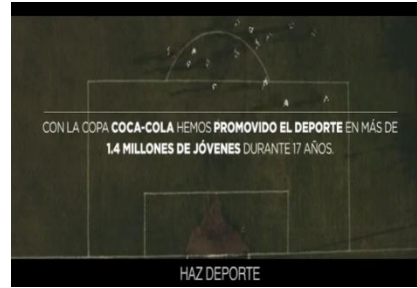 CON LA COPA COCA-COLA HEMOS PROMOVIDO EL DEPORTE EN MÁS DE
1.4 MILLONES DE JÓVENES DURANTE 17 AÑOS.
HAZ DEPORTE